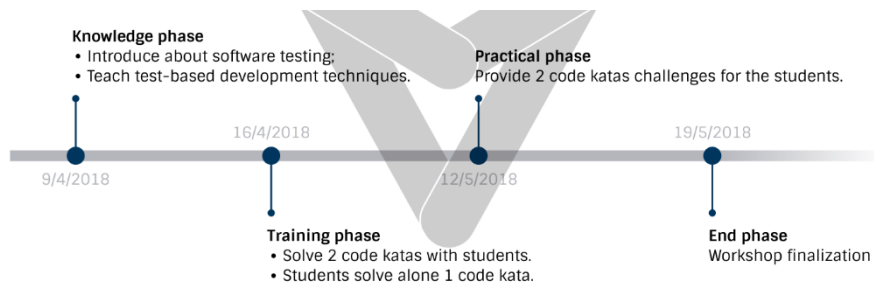 Knowledge phase
• Introduce about software testing;
• Teach test-based development techniques.
Practical phase
Provide 2 code katas challenges for the students.
16/4/2018
19/5/2018
9/4/2018
12/5/2018
Training phase
• Solve 2 code katas with students.
• Students solve alone 1 code kata.
End phase
Workshop finalization